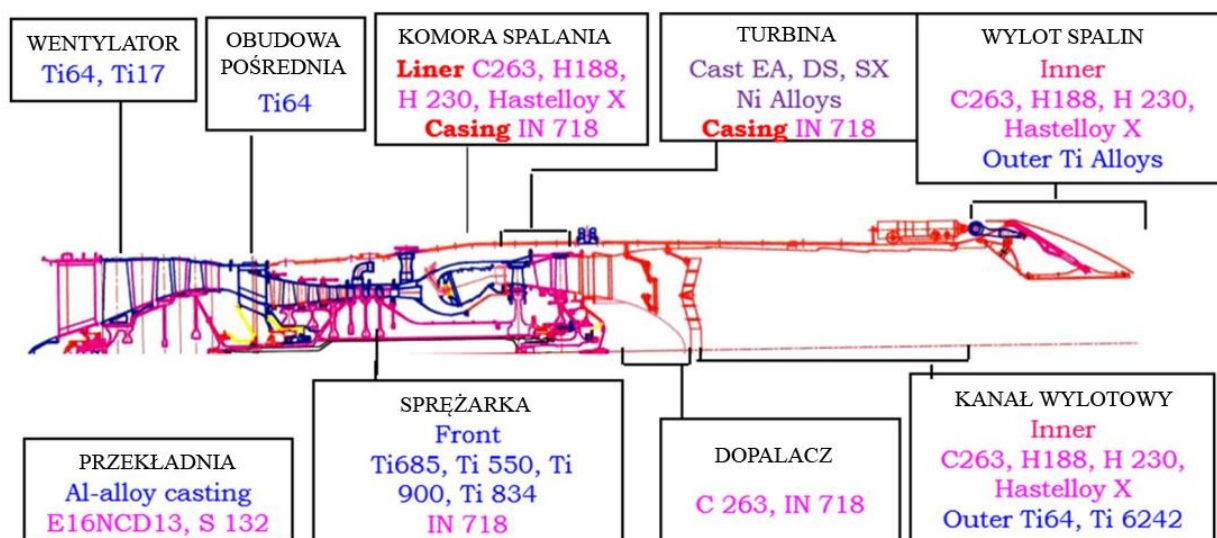 WENTYLATOR
Ti64, Ti17
OBUDOWA
POŚREDNIA
Ti64
KOMORA SPALANIA
Liner C263, H188,
H 230, Hastelloy X
Casing IN 718
TURBINA
Cast EA, DS, SX
Ni Alloys
Casing IN 718
WYLOT SPALIN
Inner
C263, H188, H 230,
Hastelloy X
Outer Ti Alloys
PRZEKŁADNIA
Al-alloy casting
E16NCD13, S 132
SPRĘŻARKA
Front
Ti685, Ti 550, Ti
900, Ti 834
IN 718
DOPALACZ
C 263, IN 718
KANAŁ WYLOTOWY
Inner
C263, H188, H 230,
Hastelloy X
Outer Ti64, Ti 6242